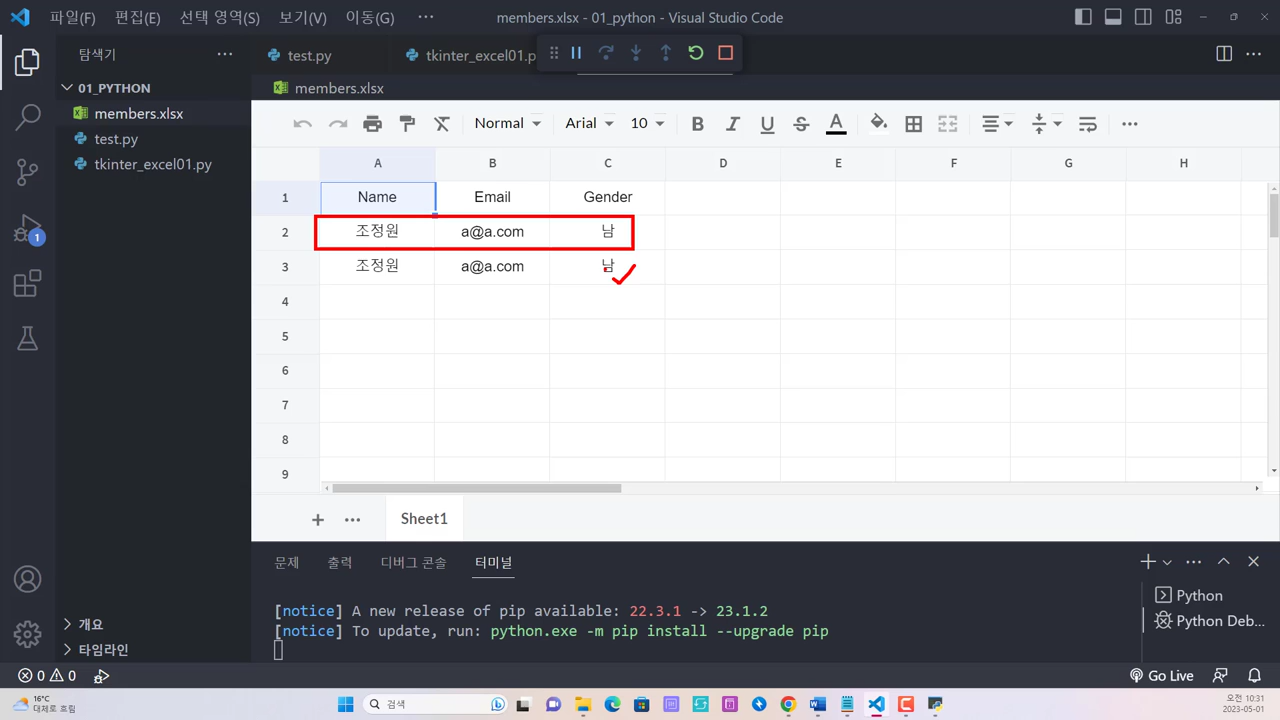 파일(F) 편집(E) 선택 영역(S) 보기(V) 이동(G) ··· members.xlsx - 01_python - Visual Studio Code
탐색기 ···
test.py tkinter_excel01.p
01_PYTHON
members.xlsx
members.xlsx
test.py
tkinter_excel01.py
Normal Arial 10 B I U S A ···
A B C D E F G H
1 Name Email Gender
2 조정원 a@a.com 남
3 조정원 a@a.com 남
4
5
6
7
8
9
+ ··· Sheet1
문제 출력 디버그 콘솔 터미널
[notice] A new release of pip available: 22.3.1 -> 23.1.2
[notice] To update, run: python.exe -m pip install --upgrade pip
Python
Python Deb...
1
개요
타임라인
0 0 Go Live
16°C
대체로 흐림
검색
오전 10:31
2023-05-01